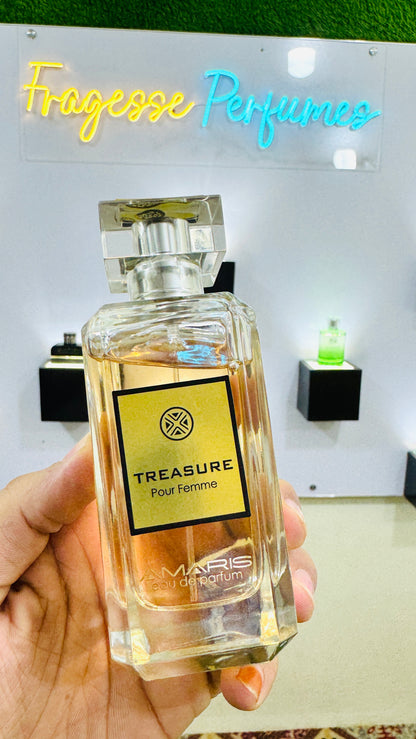 Fragesse Perfumes
TREASURE
Pour Femme
AMARIS
eau de parfum